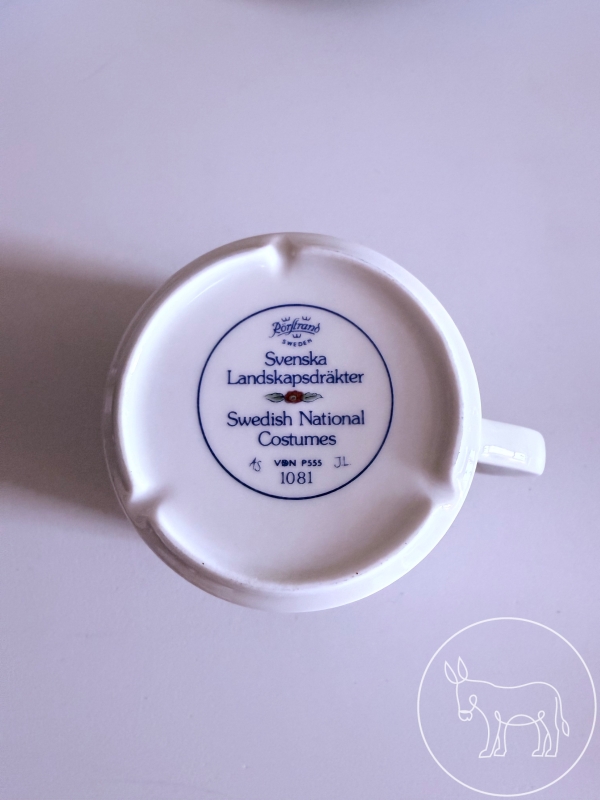 Rörstrand
SWEDEN
Svenska
Landskapsdräkter
Swedish National
Costumes
AS VDN P555 JL
1081